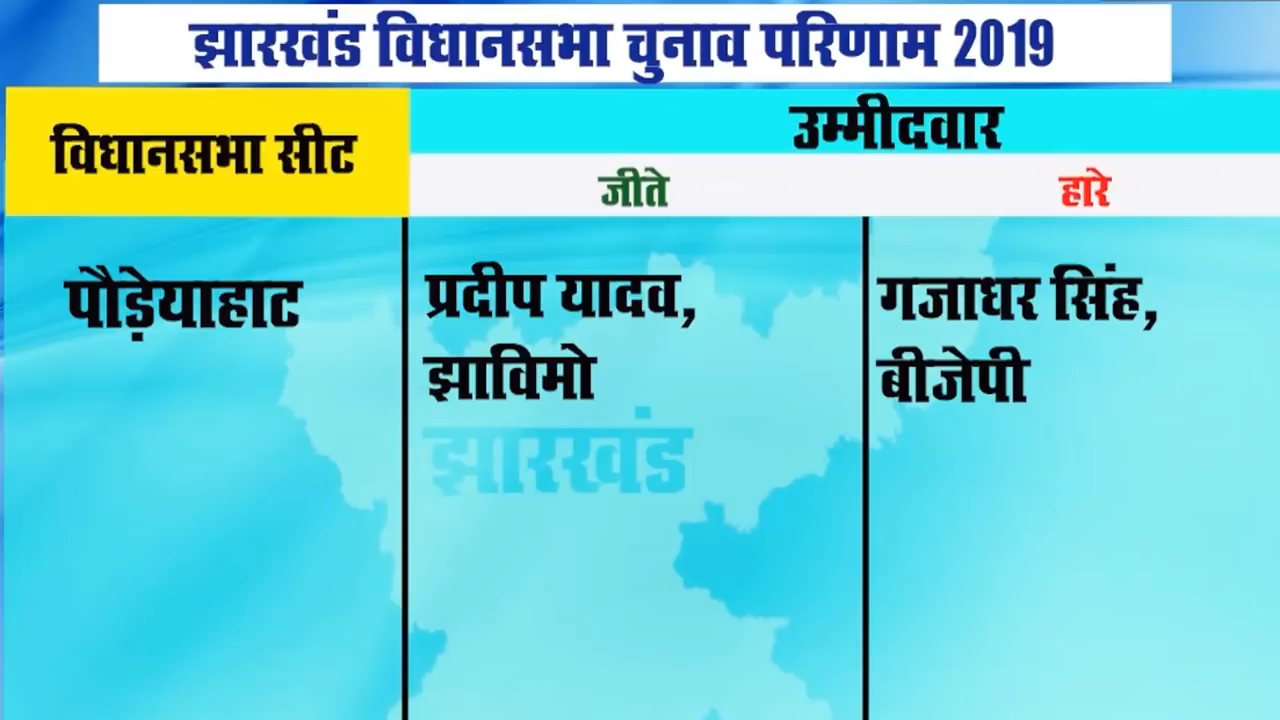 झारखंड विधानसभा चुनाव परिणाम 2019
विधानसभा सीट
उम्मीदवार
जीते
हारे
पौड़ेयाहाट
प्रदीप यादव,
झाविमो
गजाधर सिंह,
बीजेपी
झारखंड